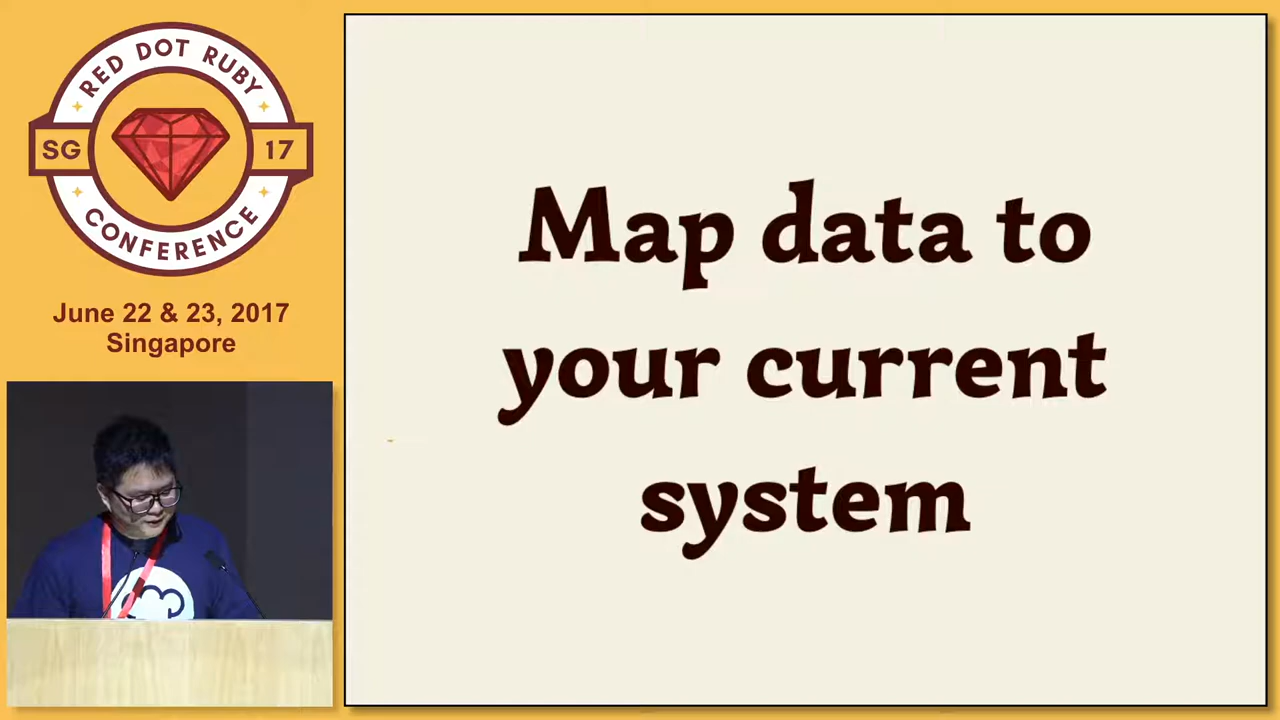 RED DOT RUBY
SG
17
CONFERENCE
June 22 & 23, 2017
Singapore
Map data to
your current
system